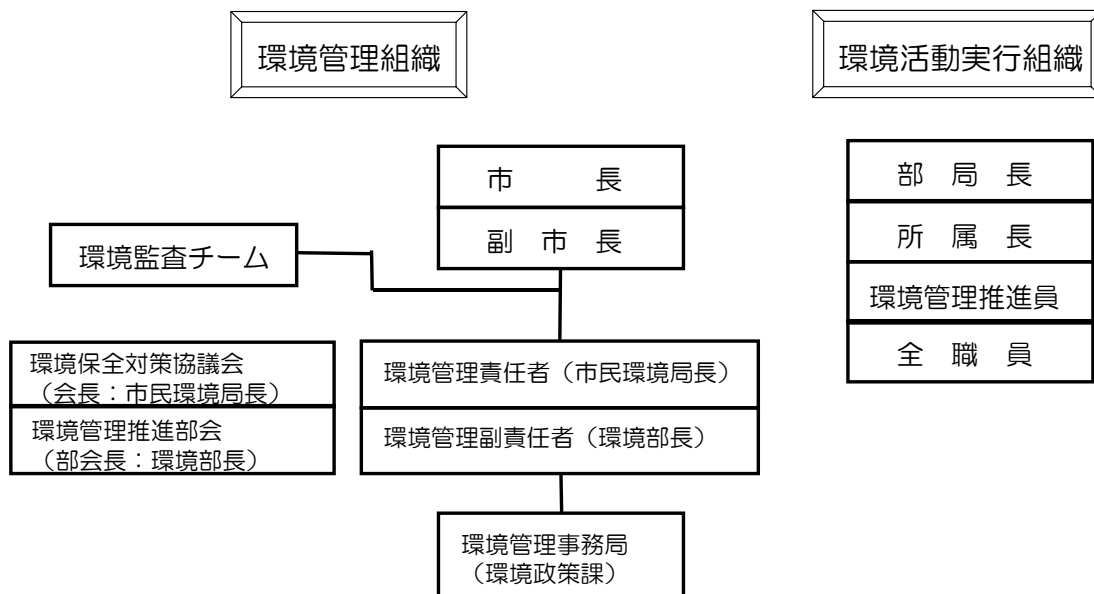 環境管理組織
環境活動実行組織
市　　長
副 市 長
環境監査チーム
環境保全対策協議会
（会長：市民環境局長）
環境管理推進部会
（部会長：環境部長）
環境管理責任者（市民環境局長）
環境管理副責任者（環境部長）
環境管理事務局
（環境政策課）
部 局 長
所 属 長
環境管理推進員
全 職 員